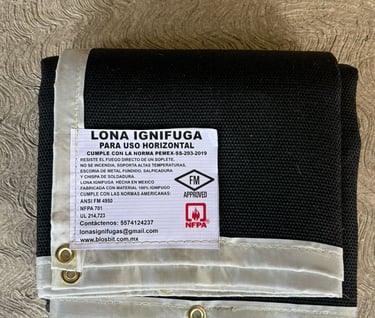 LONA IGNIFUGA
PARA USO HORIZONTAL
CUMPLE CON LA NORMA PEMEX-SS-293-2019
RESISTE EL FUEGO DIRECTO DE UN SOPLETE,
NO SE INCENDIA, SOPORTA ALTAS TEMPERATURAS,
ESCORIA DE METAL FUNDIDO, SALPICADURA
Y CHISPA DE SOLDADURA.
LONA IGNIFUGA HECHA EN MEXICO.
FABRICADA CON MATERIAL 100% IGNIFUGO
CUMPLE CON LAS NORMAS AMERICANAS:
ANSI FM 4950
NFPA 701
UL 214,723
Contáctenos: 5574124237
lonasignifugas@gmail.com
www.blosbit.com.mx
FM
APPROVED
NFPA